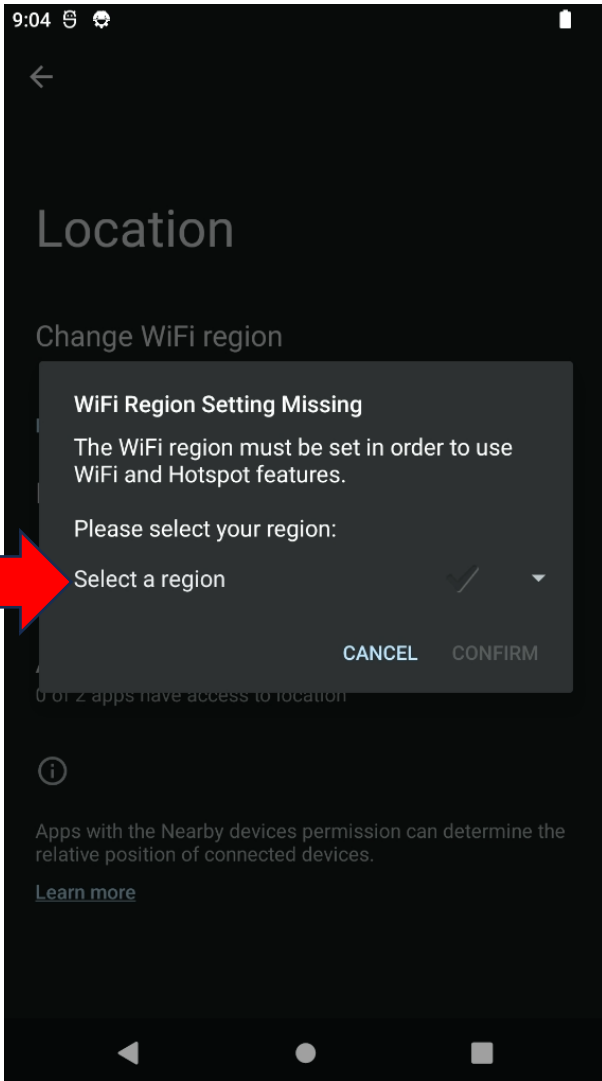 9:04
Location
Change WiFi region
WiFi Region Setting Missing
The WiFi region must be set in order to use
WiFi and Hotspot features.
Please select your region:
Select a region
CANCEL CONFIRM
0 of 2 apps have access to location
Apps with the Nearby devices permission can determine the
relative position of connected devices.
Learn more